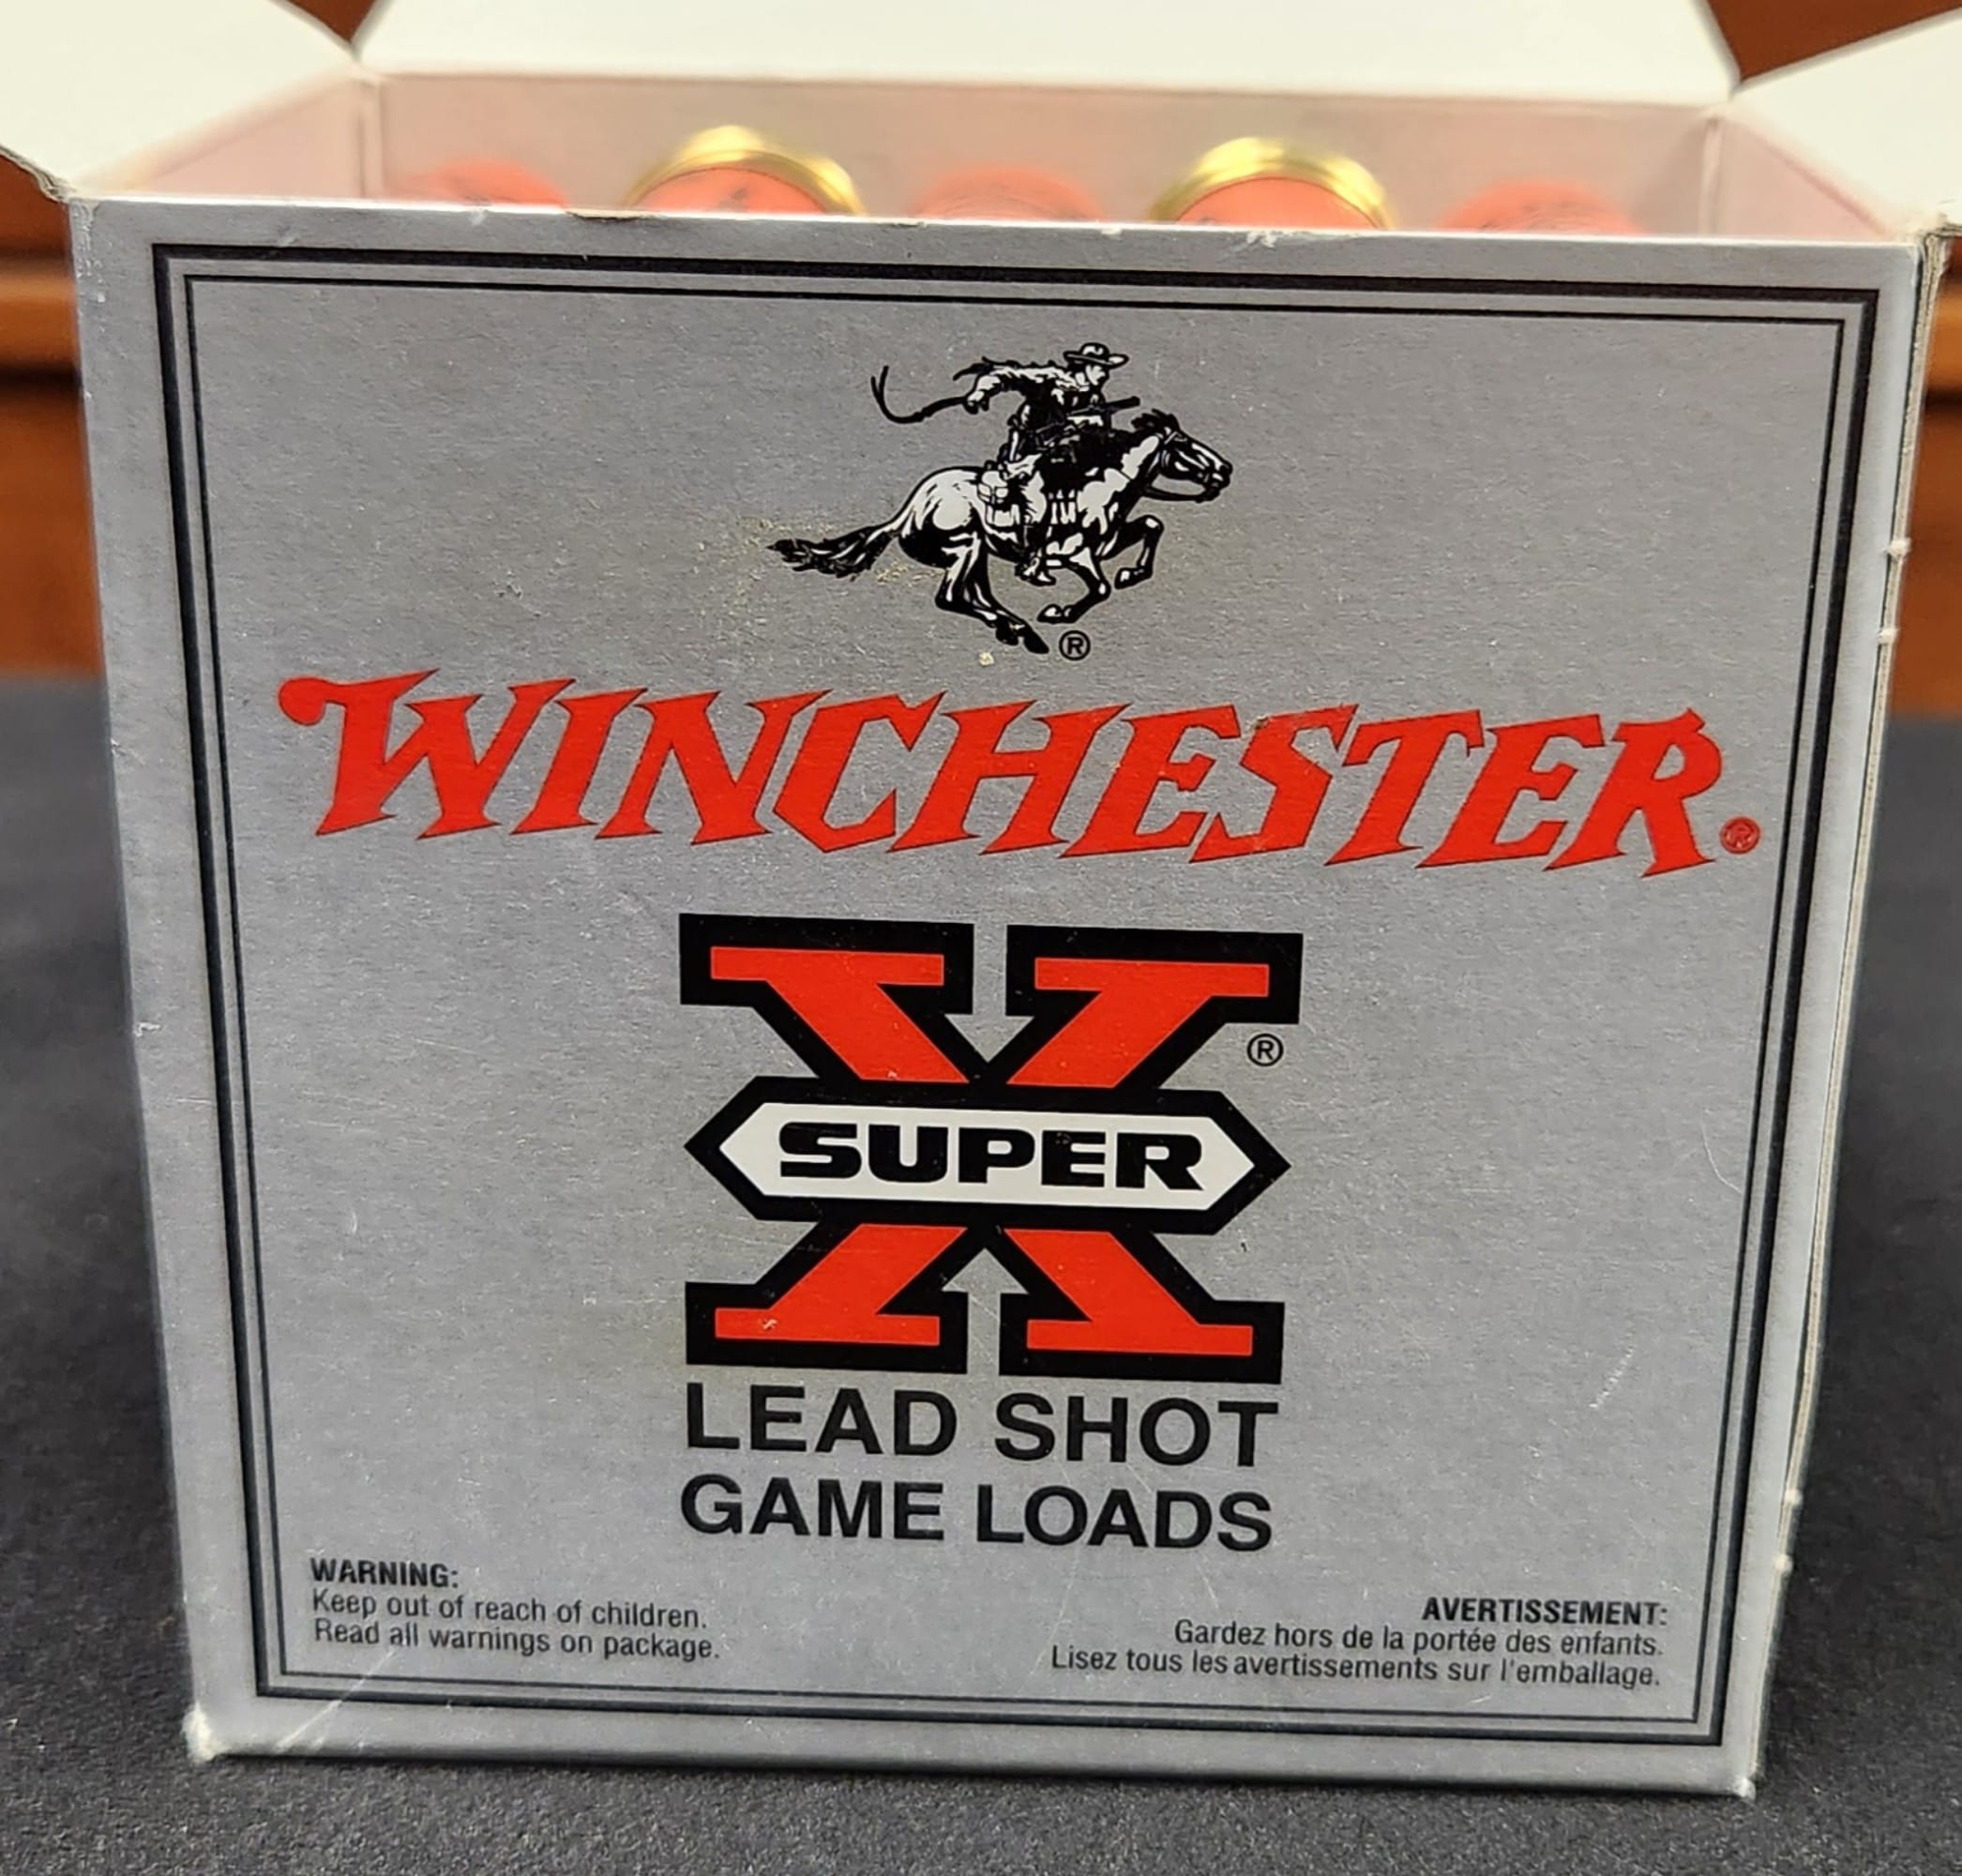 ®
WINCHESTER®
X®
SUPER
LEAD SHOT
GAME LOADS
WARNING:
Keep out of reach of children.
Read all warnings on package.
AVERTISSEMENT:
Gardez hors de la portée des enfants.
Lisez tous les avertissements sur l'emballage.